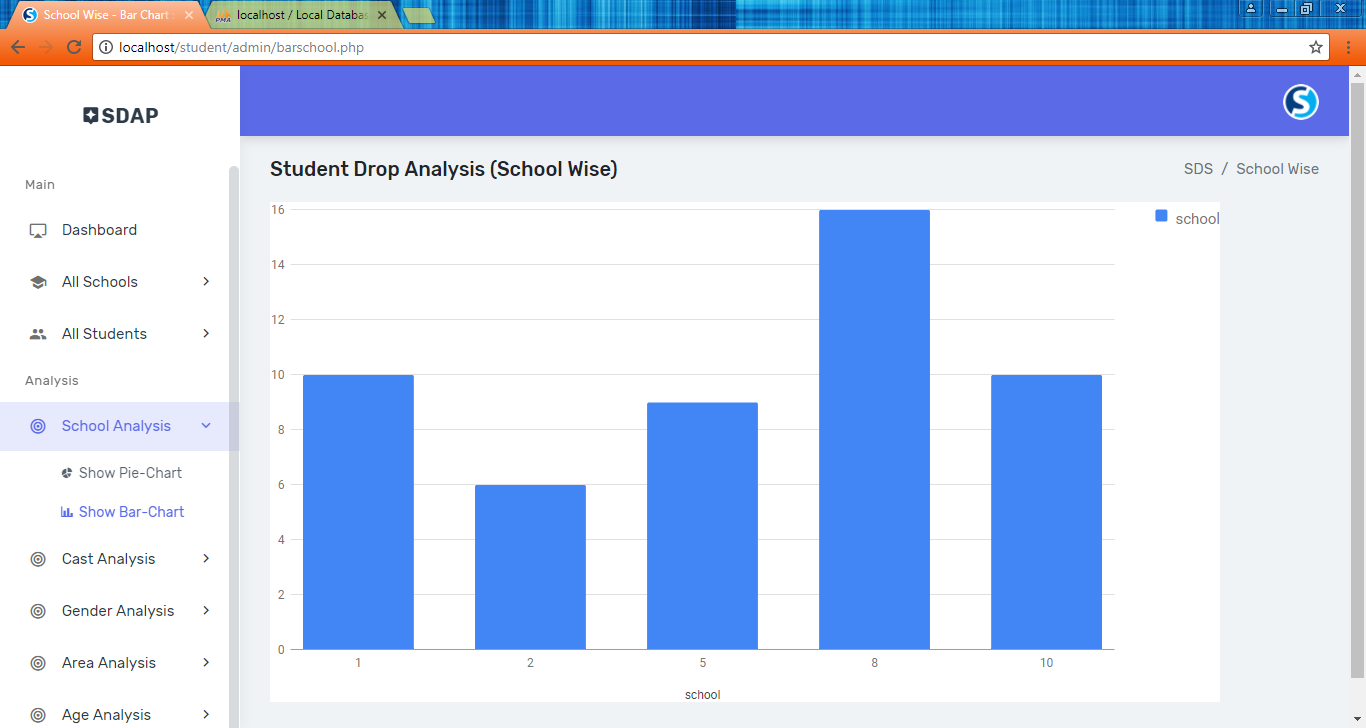 School Wise - Bar Chart
localhost / Local Databas
localhost/student/admin/barschool.php
SDAP
Main
Dashboard
All Schools
All Students
Analysis
School Analysis
Show Pie-Chart
Show Bar-Chart
Cast Analysis
Gender Analysis
Area Analysis
Age Analysis
S
Student Drop Analysis (School Wise)
SDS / School Wise
16
14
12
10
8
6
4
2
0
1 2 5 8 10
school
school